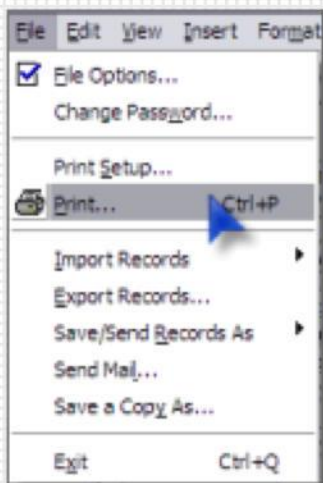 File Edit View Insert Format
File Options...
Change Password...
Print Setup...
Print... Ctrl+P
Import Records
Export Records...
Save/Send Records As
Send Mail...
Save a Copy As...
Exit Ctrl+Q